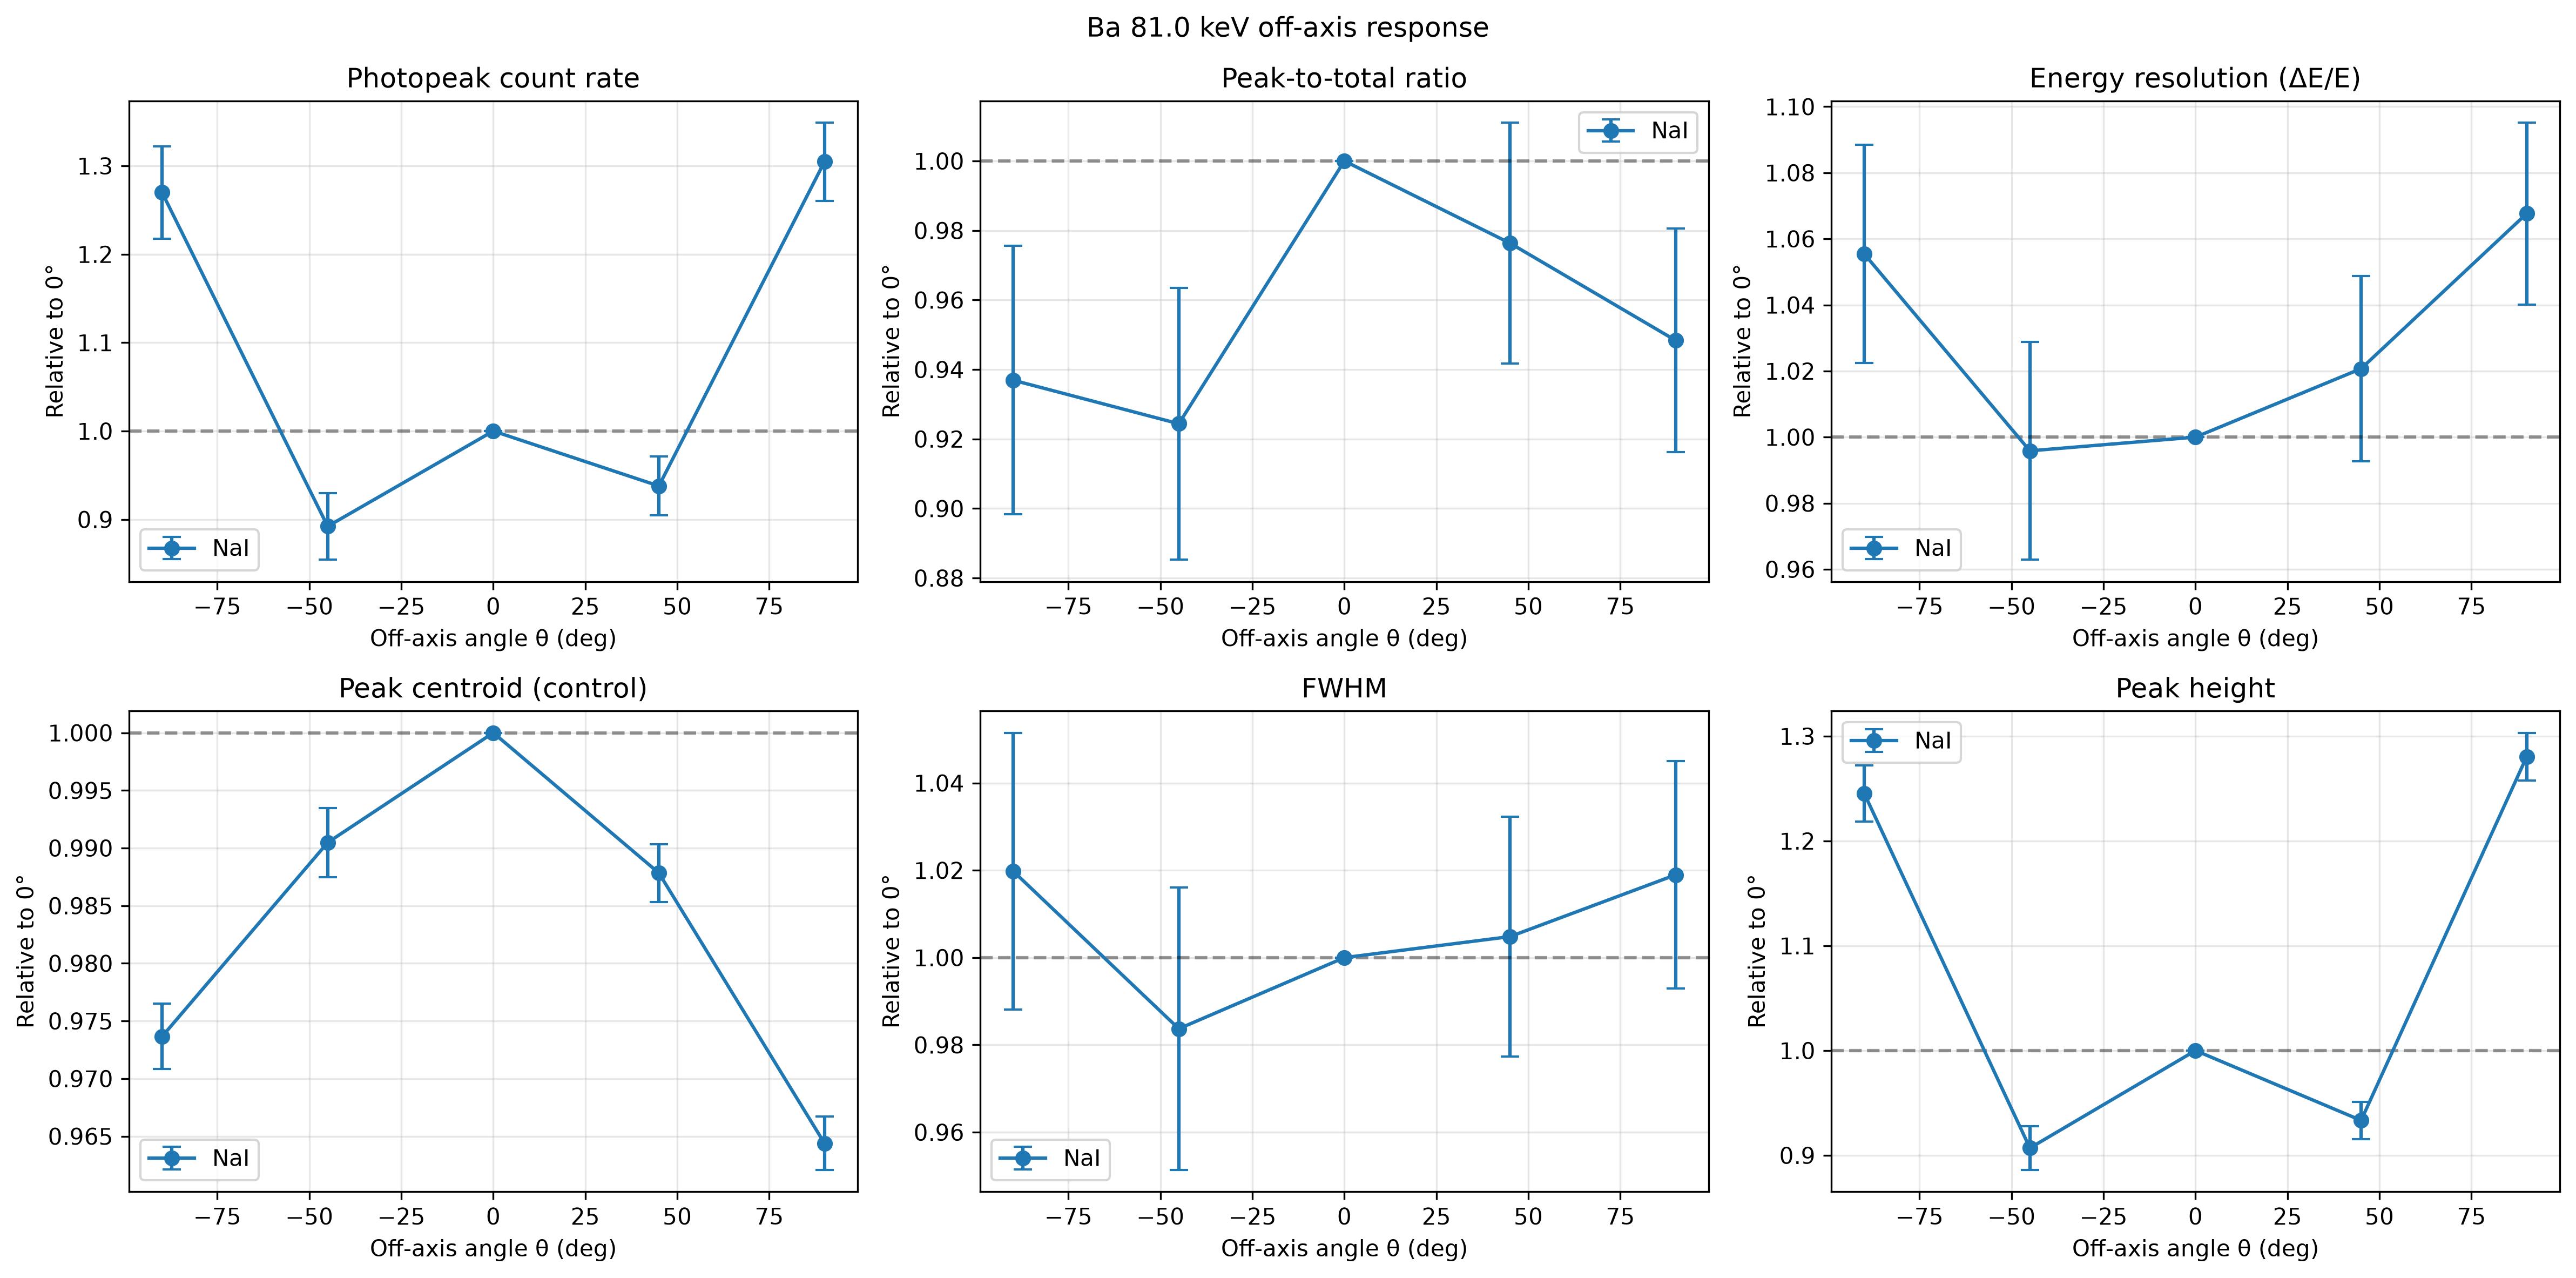 Ba 81.0 keV off-axis response
Photopeak count rate
Relative to 0°
1.3
1.2
1.1
1.0
0.9
NaI
−75 −50 −25 0 25 50 75
Off-axis angle θ (deg)
Peak-to-total ratio
Relative to 0°
1.00
0.98
0.96
0.94
0.92
0.90
0.88
NaI
−75 −50 −25 0 25 50 75
Off-axis angle θ (deg)
Energy resolution (ΔE/E)
Relative to 0°
1.10
1.08
1.06
1.04
1.02
1.00
0.98
0.96
NaI
−75 −50 −25 0 25 50 75
Off-axis angle θ (deg)
Peak centroid (control)
Relative to 0°
1.000
0.995
0.990
0.985
0.980
0.975
0.970
0.965
NaI
−75 −50 −25 0 25 50 75
Off-axis angle θ (deg)
FWHM
Relative to 0°
1.04
1.02
1.00
0.98
0.96
NaI
−75 −50 −25 0 25 50 75
Off-axis angle θ (deg)
Peak height
Relative to 0°
1.3
1.2
1.1
1.0
0.9
NaI
−75 −50 −25 0 25 50 75
Off-axis angle θ (deg)